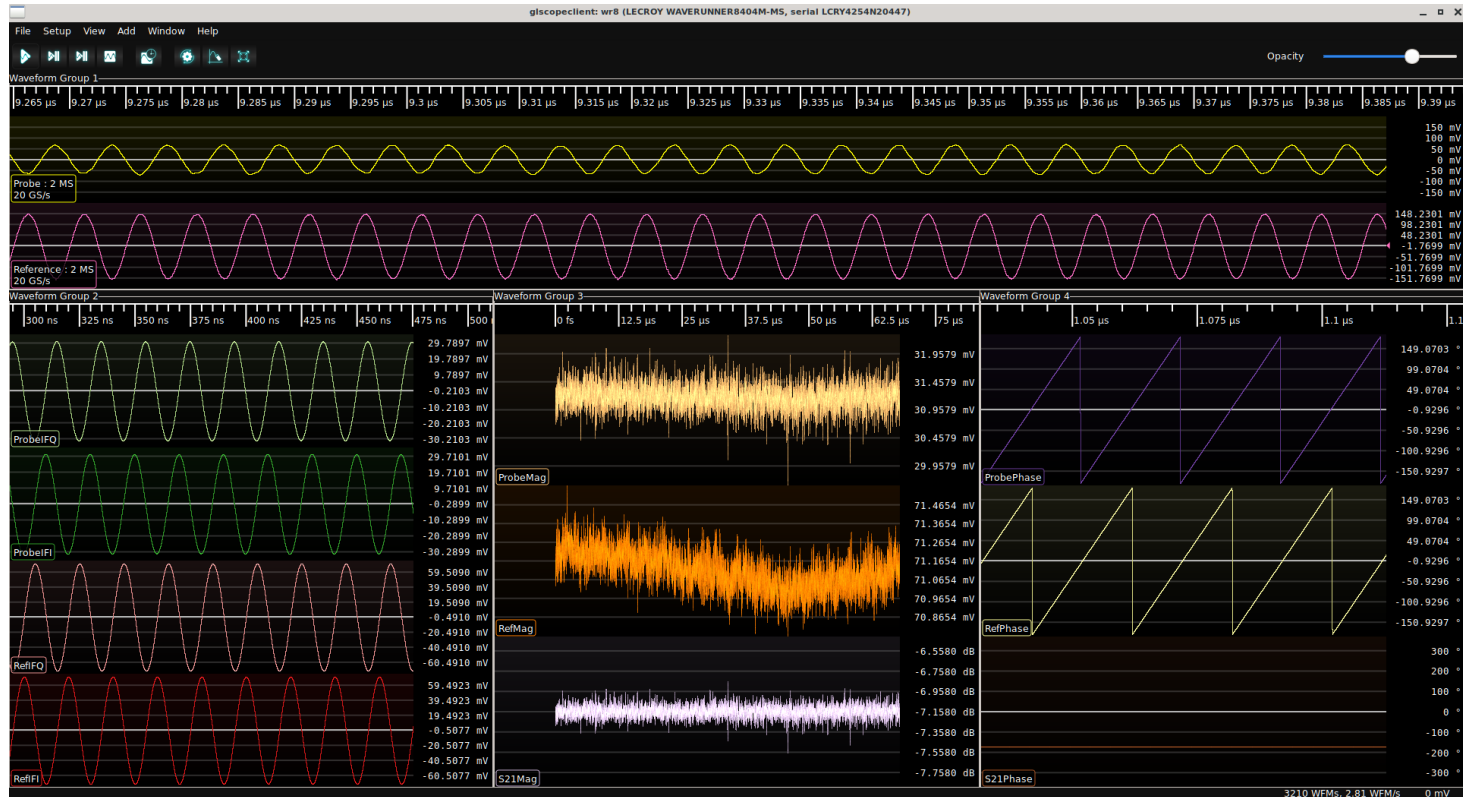 glscopeclient: wr8 (LECROY WAVERUNNER8404M-MS, serial LCRY4254N20447)
File Setup View Add Window Help
Opacity
Waveform Group 1
9.265 µs 9.27 µs 9.275 µs 9.28 µs 9.285 µs 9.29 µs 9.295 µs 9.3 µs 9.305 µs 9.31 µs 9.315 µs 9.32 µs 9.325 µs 9.33 µs 9.335 µs 9.34 µs 9.345 µs 9.35 µs 9.355 µs 9.36 µs 9.365 µs 9.37 µs 9.375 µs 9.38 µs 9.385 µs 9.39 µs
150 mV
100 mV
50 mV
0 mV
-50 mV
-100 mV
-150 mV
Probe : 2 MS
20 GS/s
148.2301 mV
98.2301 mV
48.2301 mV
-1.7699 mV
-51.7699 mV
-101.7699 mV
-151.7699 mV
Reference : 2 MS
20 GS/s
Waveform Group 2
300 ns 325 ns 350 ns 375 ns 400 ns 425 ns 450 ns 475 ns 500
29.7897 mV
19.7897 mV
9.7897 mV
-0.2103 mV
-10.2103 mV
-20.2103 mV
-30.2103 mV
ProbeIFQ
29.7101 mV
19.7101 mV
9.7101 mV
-0.2899 mV
-10.2899 mV
-20.2899 mV
-30.2899 mV
ProbeIFI
59.5090 mV
39.5090 mV
19.5090 mV
-0.4910 mV
-20.4910 mV
-40.4910 mV
-60.4910 mV
RefIFQ
59.4923 mV
39.4923 mV
19.4923 mV
-0.5077 mV
-20.5077 mV
-40.5077 mV
-60.5077 mV
RefIFI
Waveform Group 3
0 fs 12.5 µs 25 µs 37.5 µs 50 µs 62.5 µs 75 µs
31.9579 mV
31.4579 mV
30.9579 mV
30.4579 mV
29.9579 mV
ProbeMag
71.4654 mV
71.3654 mV
71.2654 mV
71.1654 mV
71.0654 mV
70.9654 mV
70.8654 mV
RefMag
-6.5580 dB
-6.7580 dB
-6.9580 dB
-7.1580 dB
-7.3580 dB
-7.5580 dB
-7.7580 dB
S21Mag
Waveform Group 4
1.05 µs 1.075 µs 1.1 µs 1.1
149.0703 °
99.0704 °
49.0704 °
-0.9296 °
-50.9296 °
-100.9296 °
-150.9297 °
ProbePhase
149.0703 °
99.0704 °
49.0704 °
-0.9296 °
-50.9296 °
-100.9296 °
-150.9297 °
RefPhase
300 °
200 °
100 °
0 °
-100 °
-200 °
-300 °
S21Phase
3210 WFMs, 2.81 WFM/s 0 mV